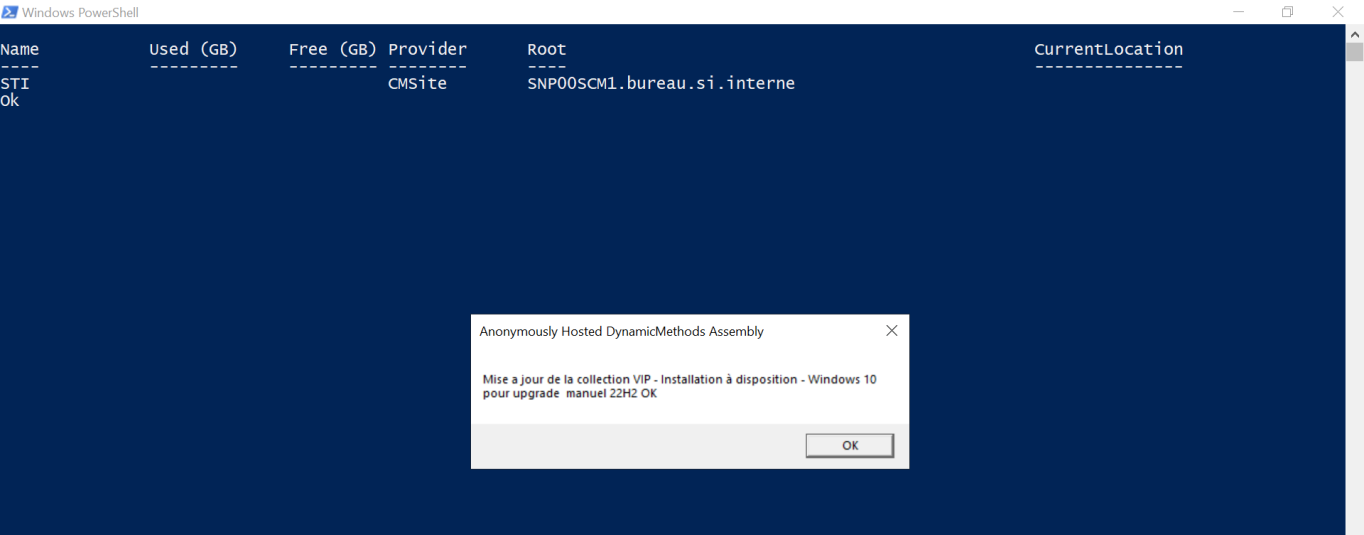 Windows PowerShell
Name Used (GB) Free (GB) Provider Root CurrentLocation
---- --------- --------- -------- ---- ---------------
STI CMSite SNP00SCM1.bureau.si.interne
Ok
Anonymously Hosted DynamicMethods Assembly
Mise a jour de la collection VIP - Installation à disposition - Windows 10
pour upgrade  manuel 22H2 OK
OK